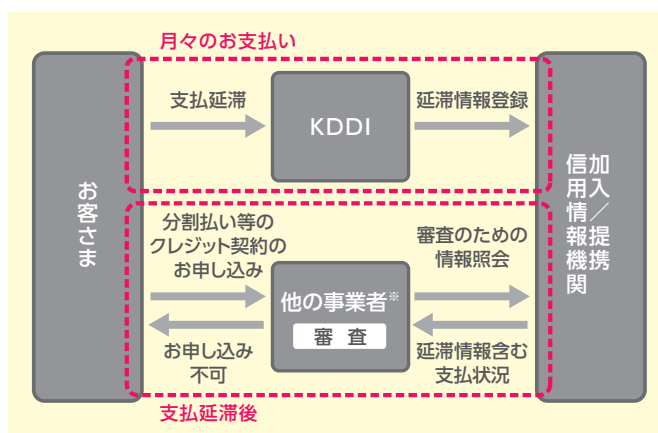 月々のお支払い
お客さま
支払延滞
KDDI
延滞情報登録
加入／提携
信用情報機関
分割払い等の
クレジット契約の
お申し込み
他の事業者※
審 査
審査のための
情報照会
お申し込み
不可
延滞情報含む
支払状況
支払延滞後